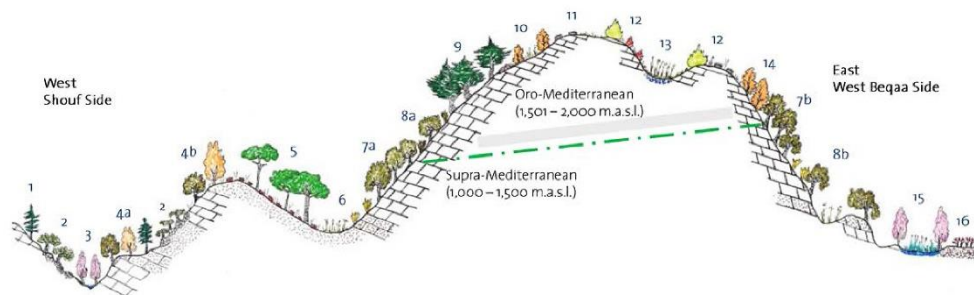 West
Shouf Side
1
2
3
4a
2
4b
5
6
7a
8a
9
10
11
12
13
12
14
7b
8b
15
16
Oro-Mediterranean
(1,501 – 2,000 m.a.s.l.)
Supra-Mediterranean
(1,000 – 1,500 m.a.s.l.)
East
West Beqaa Side